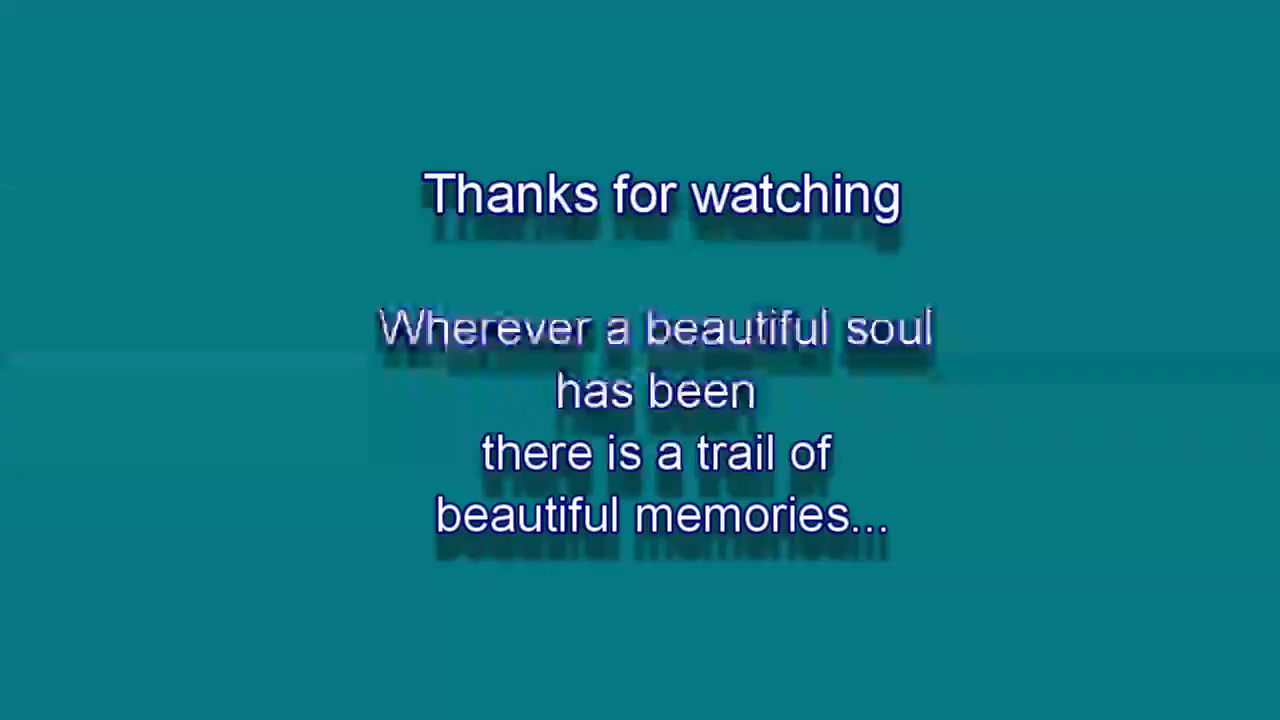 Thanks for watching
Wherever a beautiful soul
has been
there is a trail of
beautiful memories...